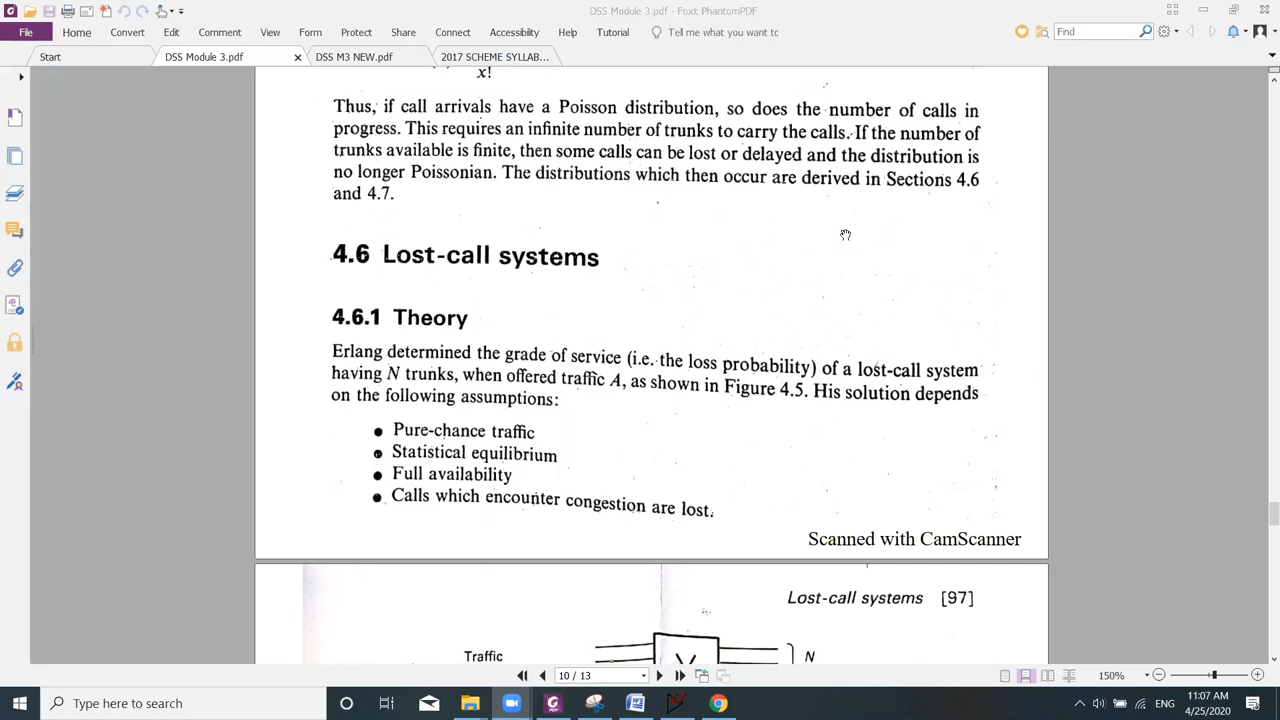 DSS Module 3.pdf - Foxit PhantomPDF
File Home Convert Edit Comment View Form Protect Share Connect Accessibility Help Tutorial Tell me what you want to Find
Start DSS Module 3.pdf DSS M3 NEW.pdf 2017 SCHEME SYLLAB...
x!
Thus, if call arrivals have a Poisson distribution, so does the number of calls in
progress. This requires an infinite number of trunks to carry the calls. If the number of
trunks available is finite, then some calls can be lost or delayed and the distribution is
no longer Poissonian. The distributions which then occur are derived in Sections 4.6
and 4.7.
4.6 Lost-call systems
4.6.1 Theory
Erlang determined the grade of service (i.e. the loss probability) of a lost-call system
having N trunks, when offered traffic A, as shown in Figure 4.5. His solution depends
on the following assumptions:
● Pure-chance traffic
● Statistical equilibrium
● Full availability
● Calls which encounter congestion are lost.
Scanned with CamScanner
Lost-call systems [97]
Traffic
N
10 / 13 150%
Type here to search
ENG
11:07 AM
4/25/2020